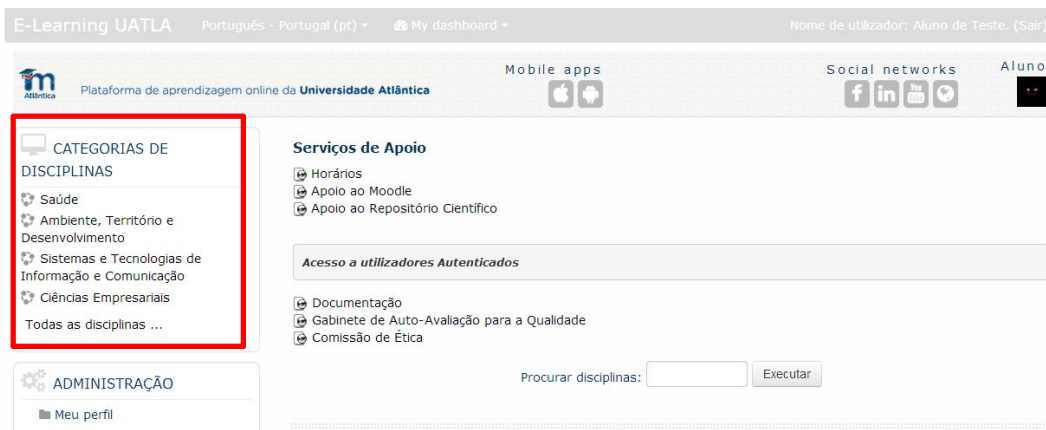 E-Learning UATLA Português - Portugal (pt) My dashboard Nome de utilizador: Aluno de Teste. (Sair)
Mobile apps Social networks Aluno
Atlântica Plataforma de aprendizagem online da Universidade Atlântica
CATEGORIAS DE
DISCIPLINAS
Saúde
Ambiente, Território e
Desenvolvimento
Sistemas e Tecnologias de
Informação e Comunicação
Ciências Empresariais
Todas as disciplinas ...
ADMINISTRAÇÃO
Meu perfil
Serviços de Apoio
Horários
Apoio ao Moodle
Apoio ao Repositório Científico
Acesso a utilizadores Autenticados
Documentação
Gabinete de Auto-Avaliação para a Qualidade
Comissão de Ética
Procurar disciplinas: Executar